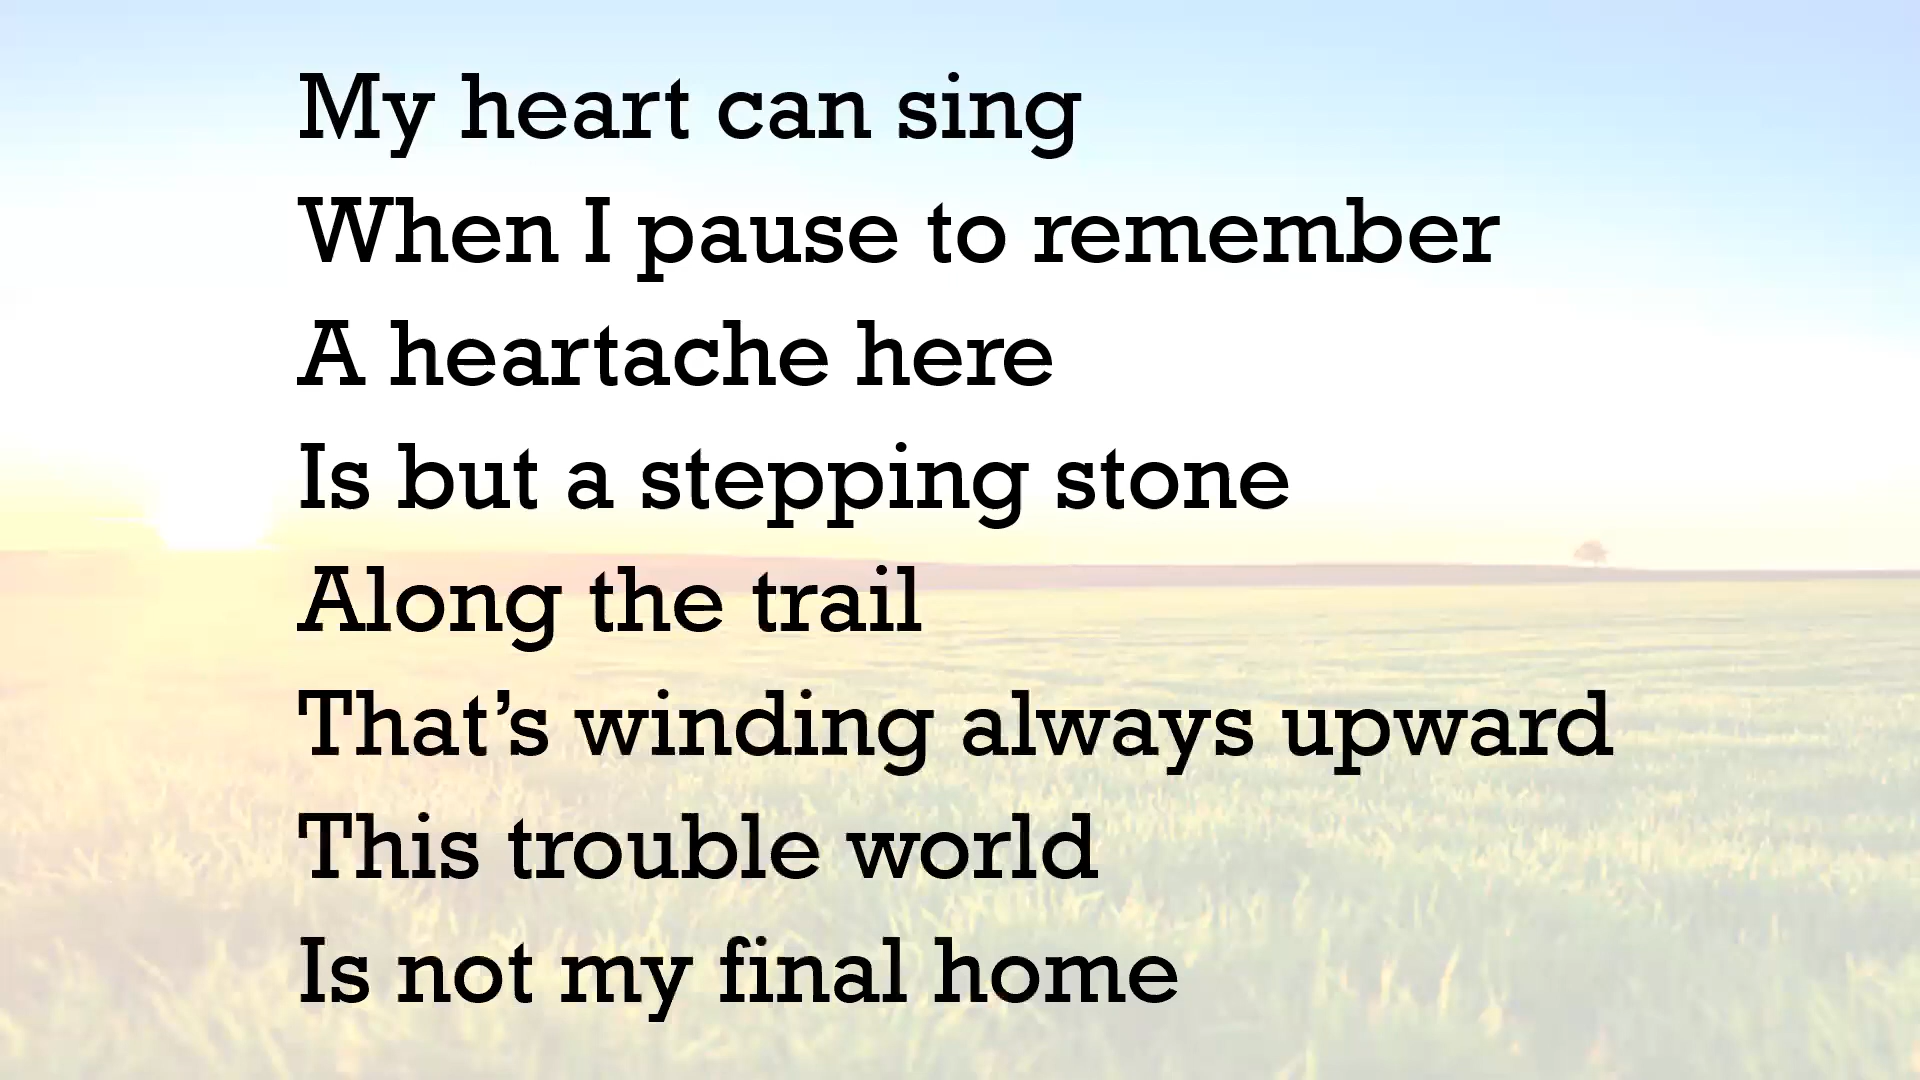 My heart can sing
When I pause to remember
A heartache here
Is but a stepping stone
Along the trail
That’s winding always upward
This trouble world
Is not my final home